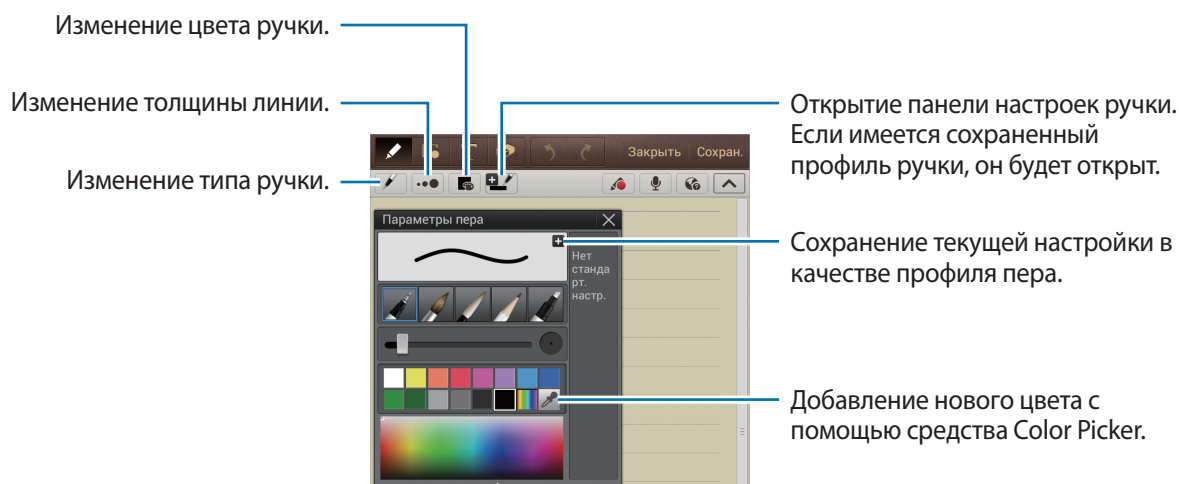 Изменение цвета ручки.
Изменение толщины линии.
Изменение типа ручки.
Открытие панели настроек ручки.
Если имеется сохраненный
профиль ручки, он будет открыт.
Закрыть Сохран.
Параметры пера
Нет
станда
рт.
настр.
Сохранение текущей настройки в
качестве профиля пера.
Добавление нового цвета с
помощью средства Color Picker.